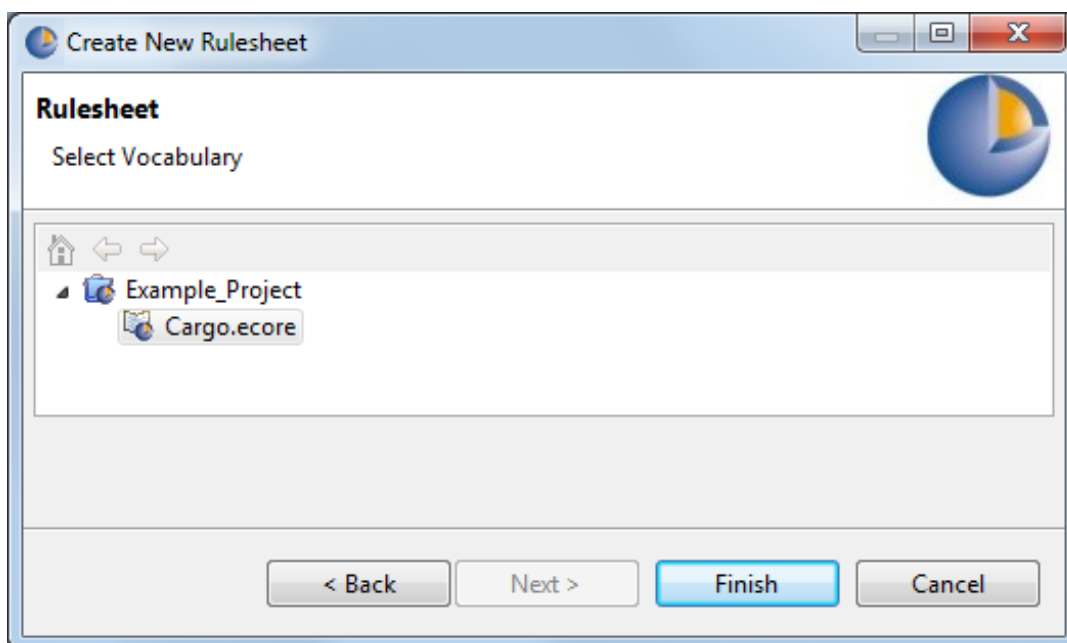 Create New Rulesheet
Rulesheet
Select Vocabulary
Example_Project
Cargo.ecore
< Back Next > Finish Cancel